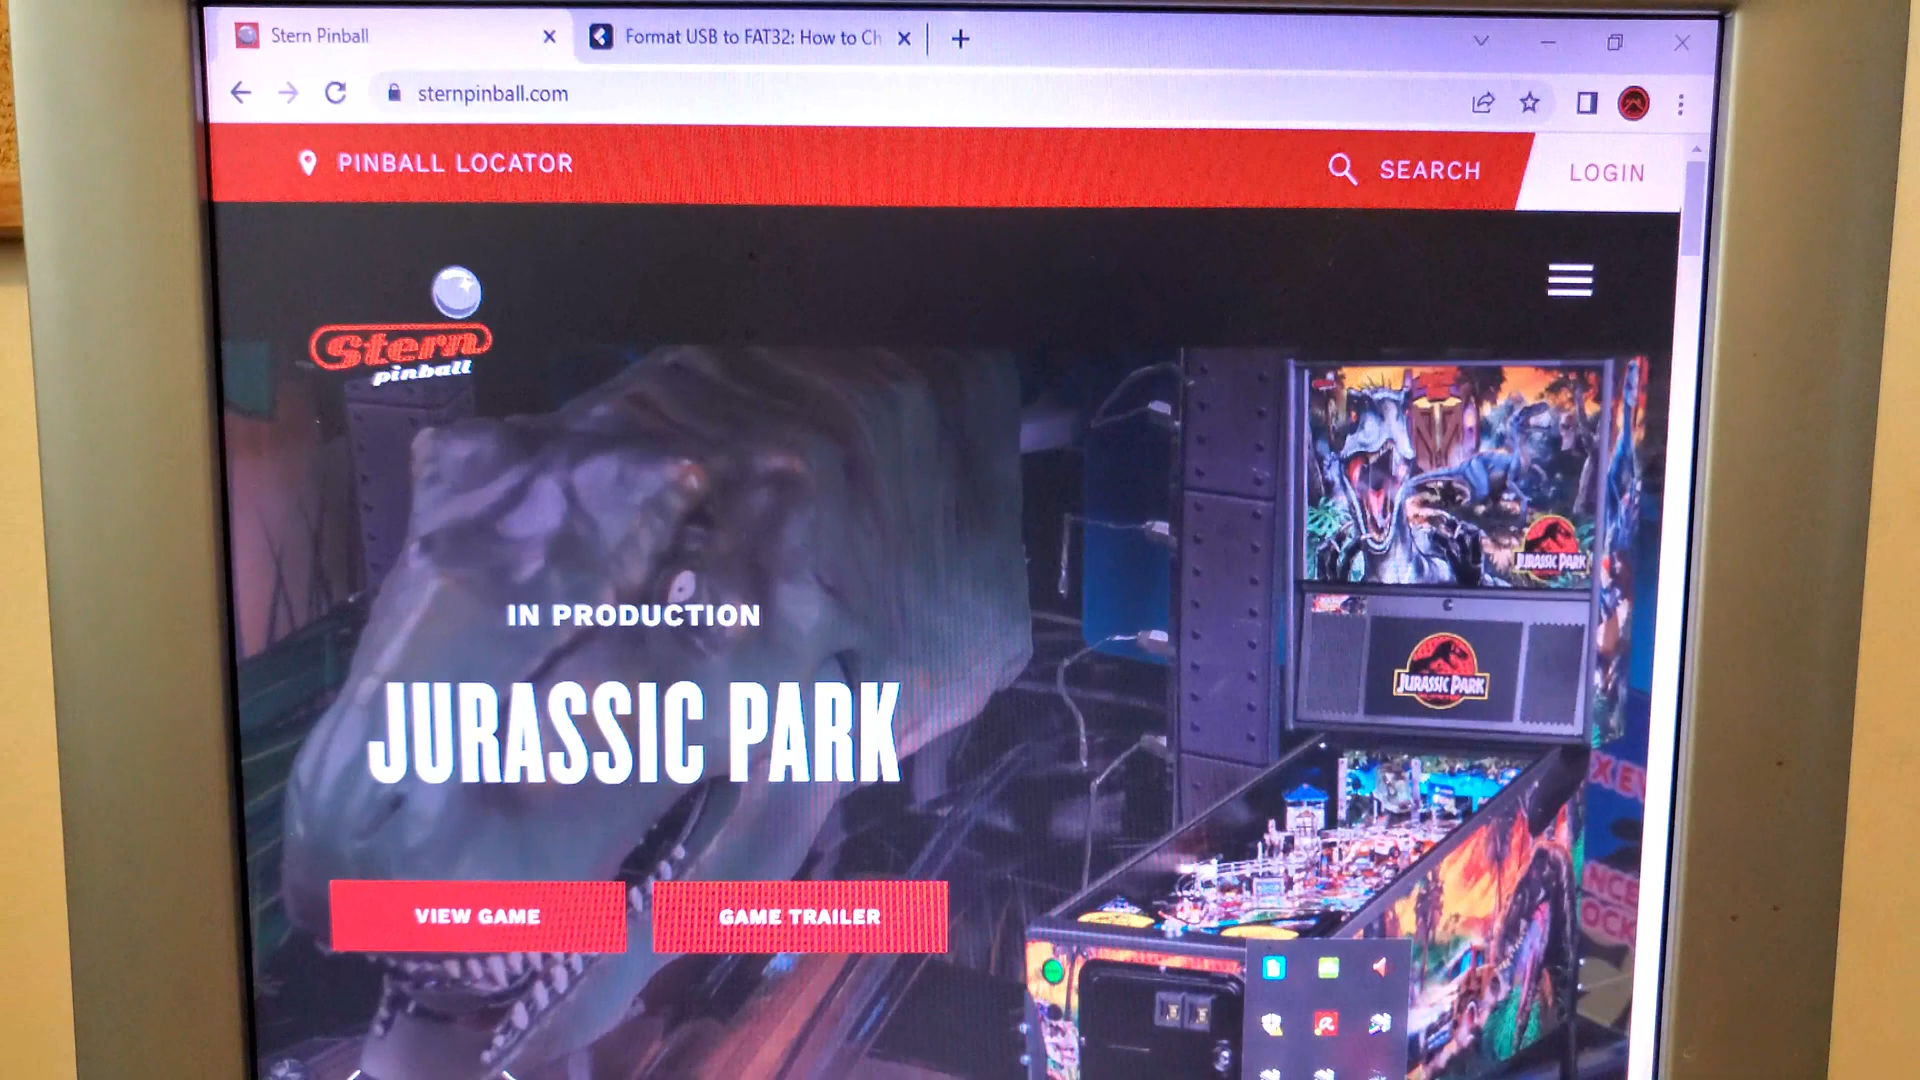 Stern Pinball
Format USB to FAT32: How to Ch
sternpinball.com
PINBALL LOCATOR
SEARCH
LOGIN
Stern
pinball
JURASSIC PARK
IN PRODUCTION
JURASSIC PARK
JURASSIC PARK
VIEW GAME
GAME TRAILER